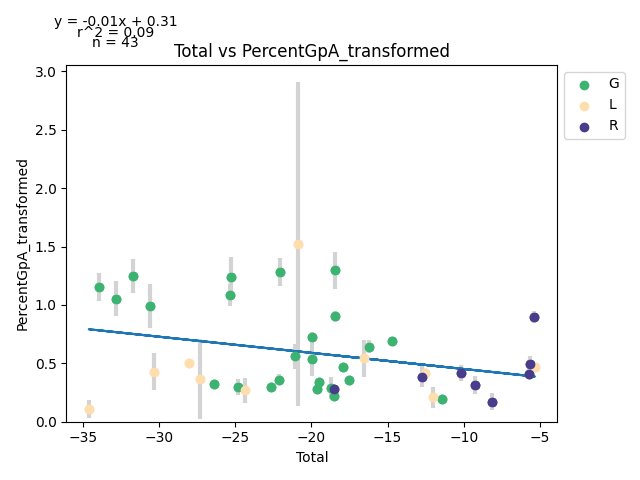 y = -0.01x + 0.31
r^2 = 0.09
n = 43
Total vs PercentGpA_transformed
G
L
R
PercentGpA_transformed
3.0
2.5
2.0
1.5
1.0
0.5
0.0
−35 −30 −25 −20 −15 −10 −5
Total